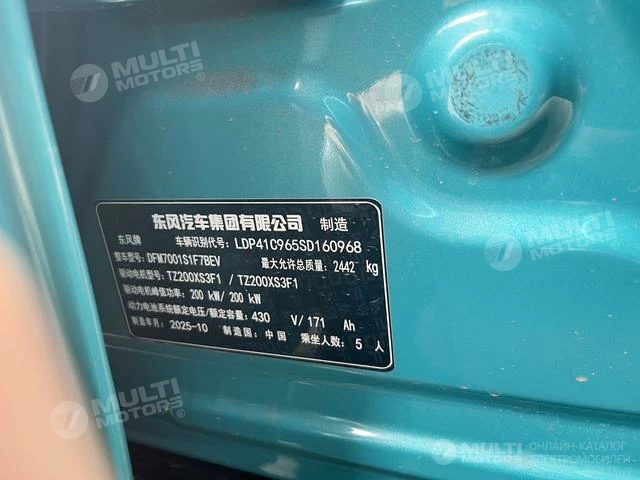 MULTI
MOTORS
MULTI
MOTORS
东风汽车集团有限公司 制造
东风牌 车辆识别代号: LDP41C965SD160968
型号: DFM7001S1F7BEV 最大允许总质量: 2442 kg
驱动电机型号: TZ200XS3F1 / TZ200XS3F1
驱动电机峰值功率: 200 kW/ 200 kW
动力电池系统额定电压/额定容量: 430 V/ 171 Ah
制造年月: 2025-10 制造国: 中国 乘坐人数: 5 人
MULTI
MOTORS
MULTI
MOTORS
ОНЛАЙН-КАТАЛОГ
ЭЛЕКТРОМОБИЛЕЙ